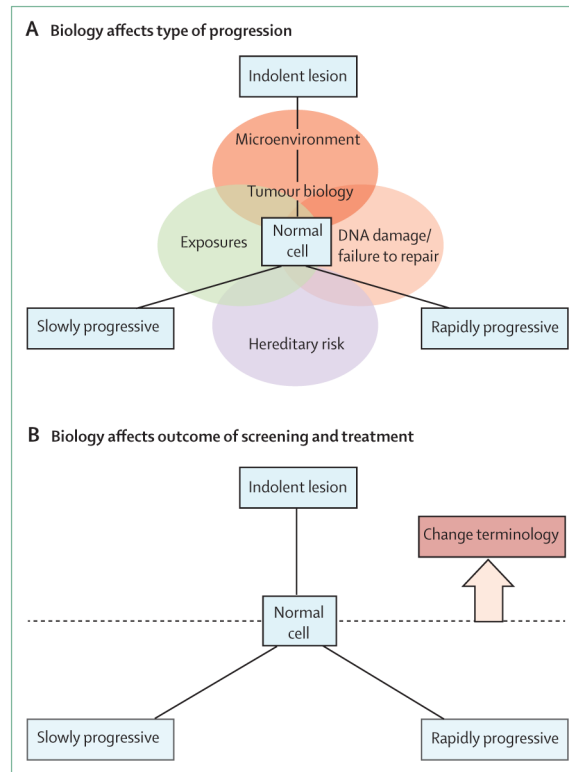 A Biology affects type of progression
Indolent lesion
Microenvironment
Tumour biology
Exposures
Normal
cell
DNA damage/
failure to repair
Slowly progressive
Rapidly progressive
Hereditary risk
B Biology affects outcome of screening and treatment
Indolent lesion
Change terminology
Normal
cell
Slowly progressive
Rapidly progressive